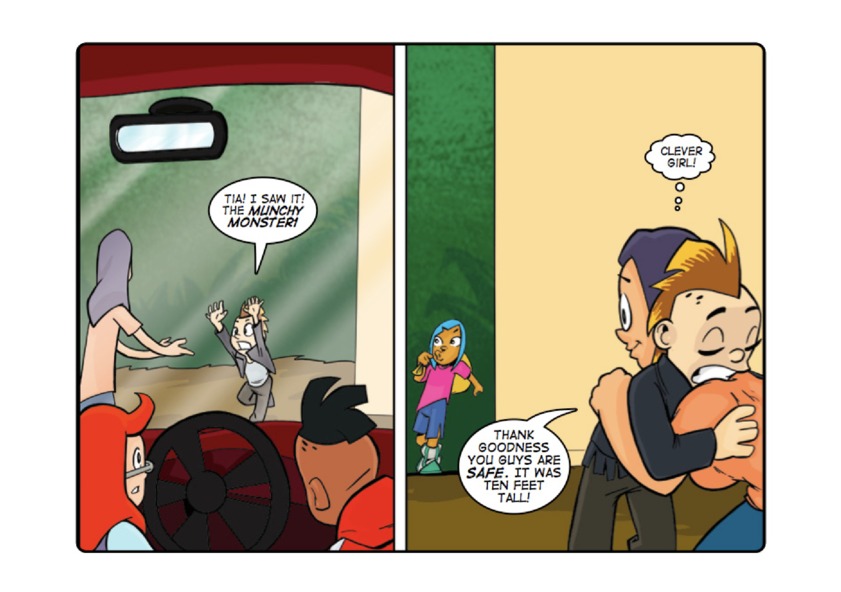 TIA! I SAW IT!
THE MUNCHY
MONSTER!
CLEVER
GIRL!
THANK
GOODNESS
YOU GUYS ARE
SAFE. IT WAS
TEN FEET
TALL!